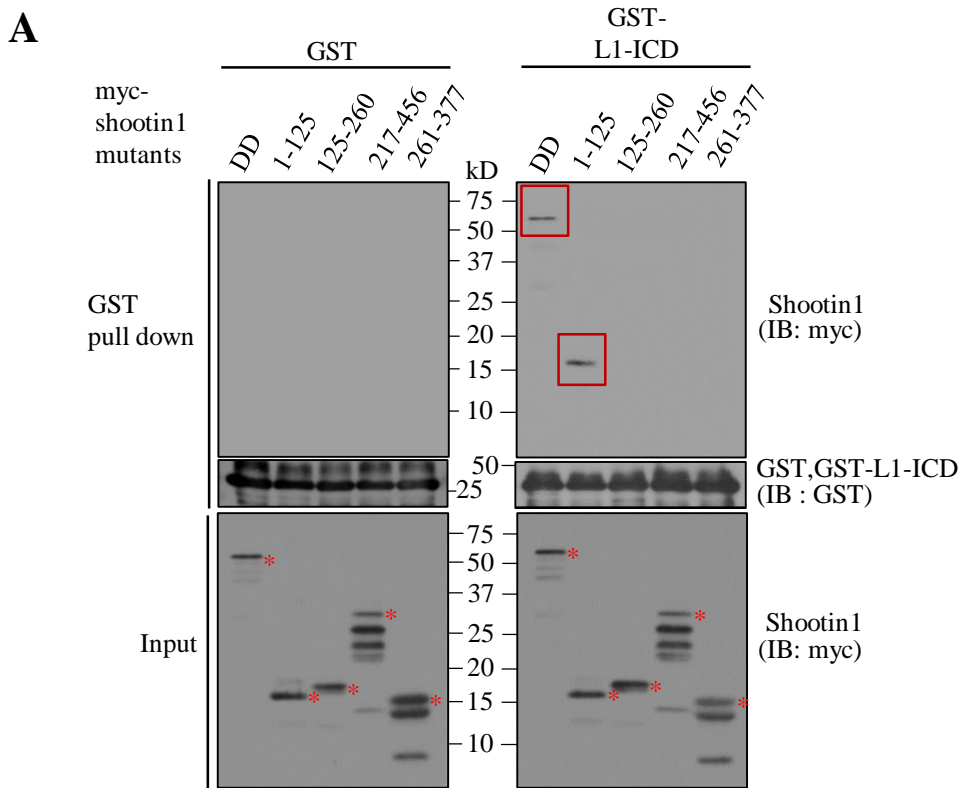 A
GST
GST-
L1-ICD
myc-
shootin1
mutants
DD
1-125
125-260
217-456
261-377
DD
1-125
125-260
217-456
261-377
kD
75
50
37
25
20
15
10
GST
pull down
Shootin1
(IB: myc)
50
25
GST,GST-L1-ICD
(IB : GST)
75
50
37
25
20
15
10
Input
Shootin1
(IB: myc)
*
*
*
*
*
*
*
*
*
*